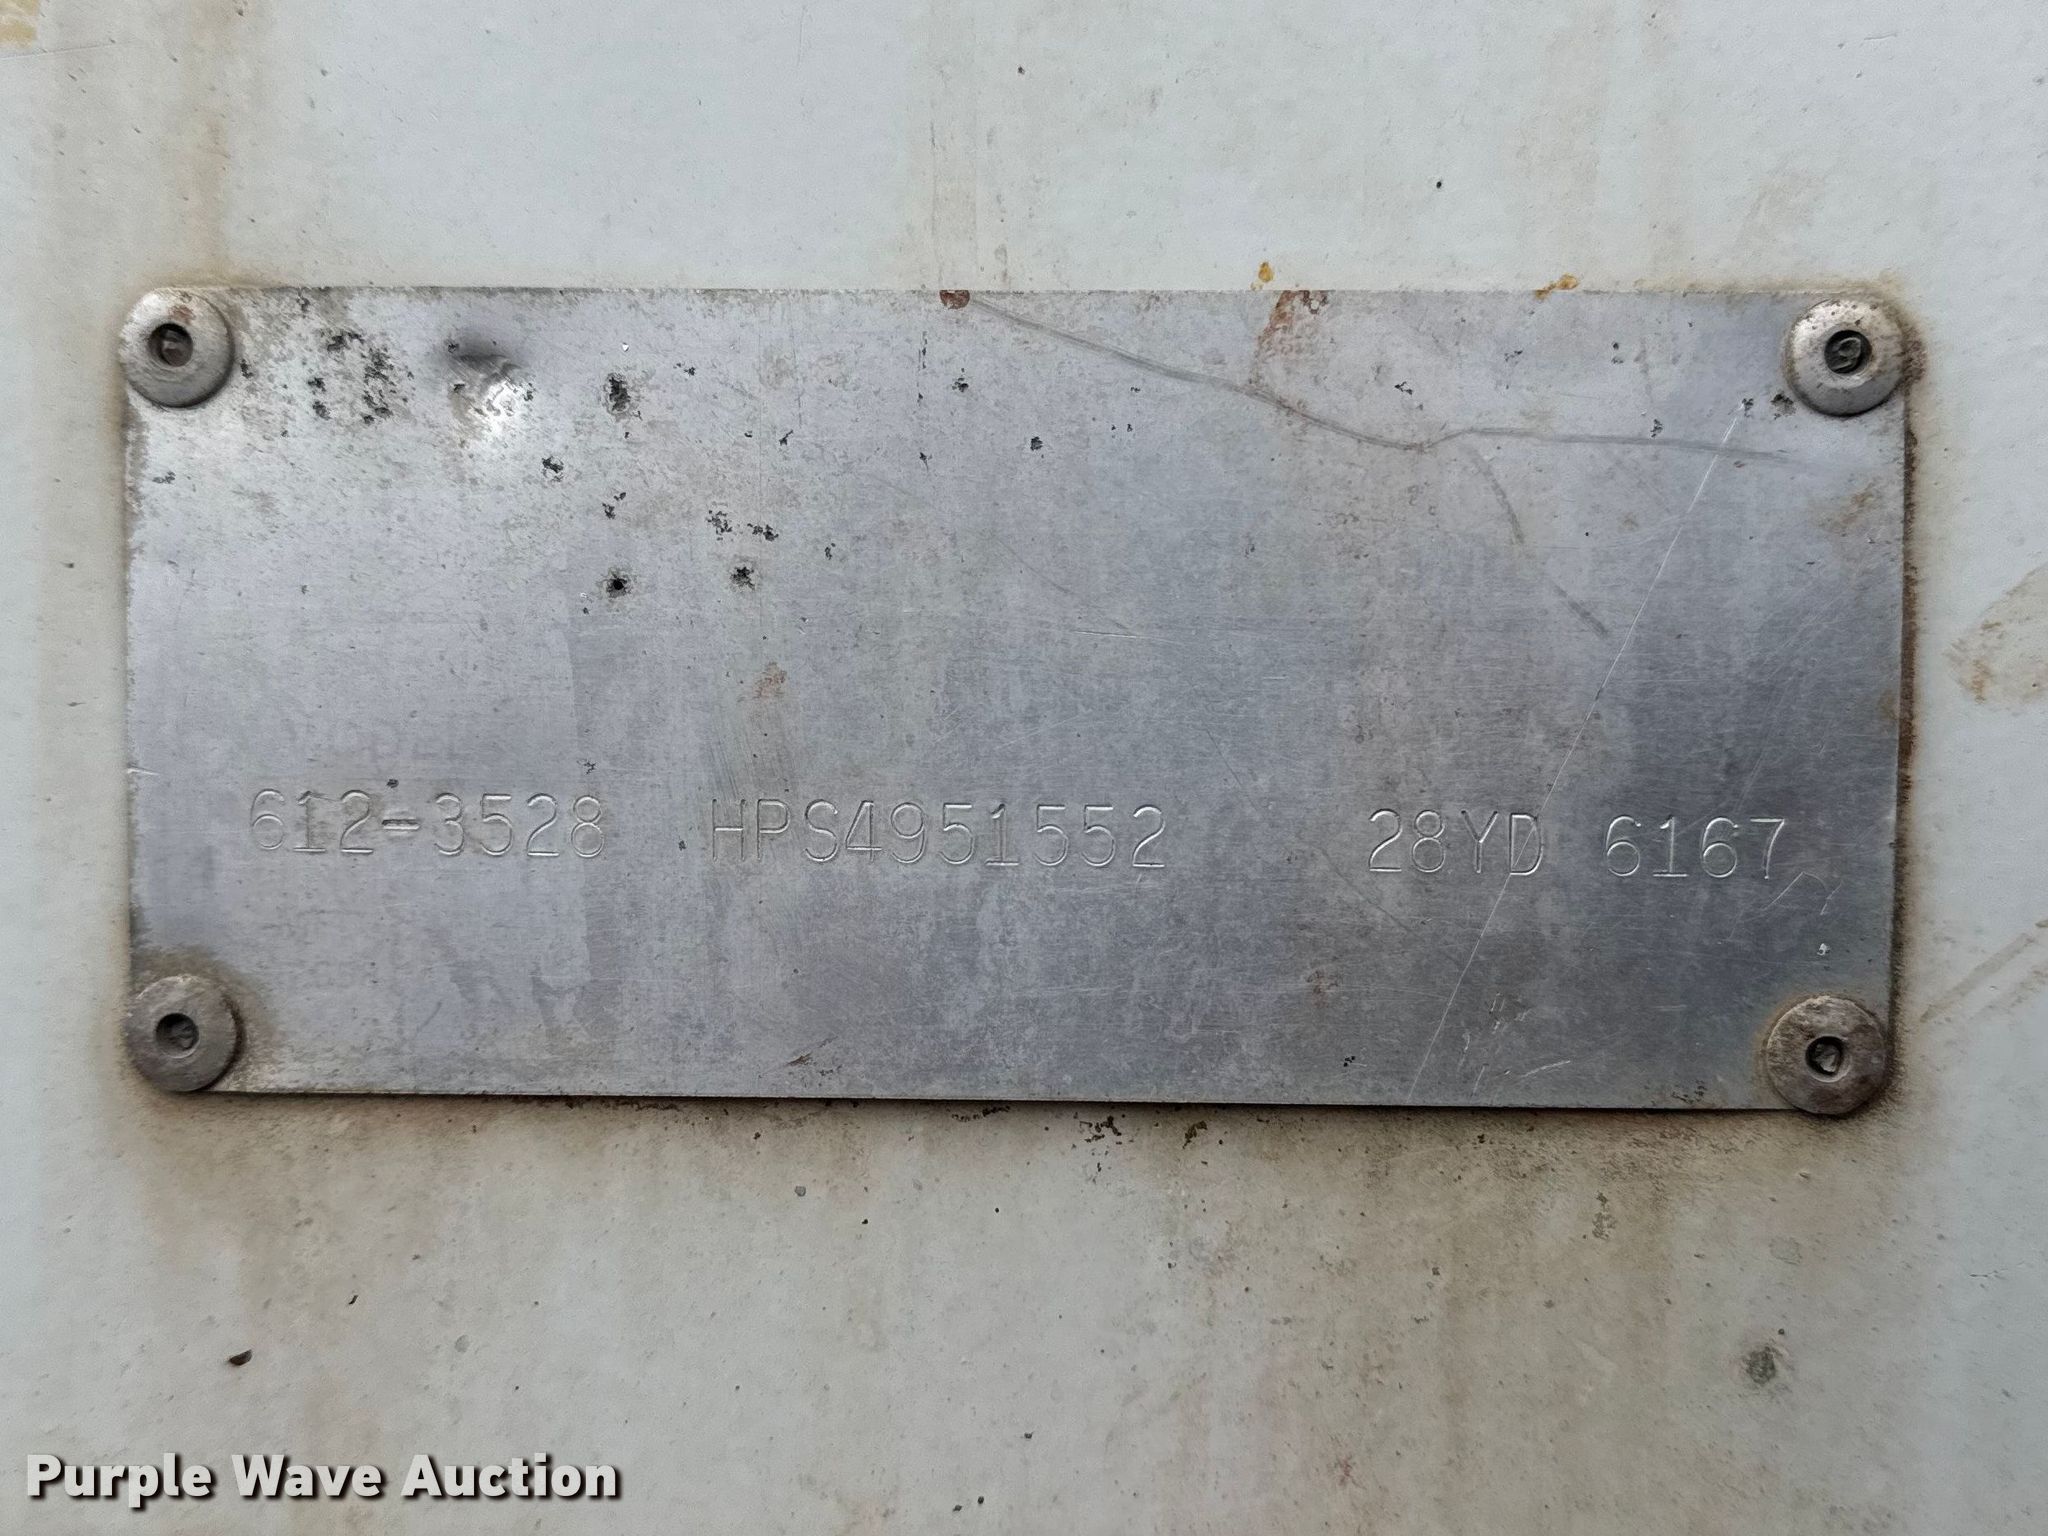 612-3528 HPS4951552 28YD 6167
Purple Wave Auction